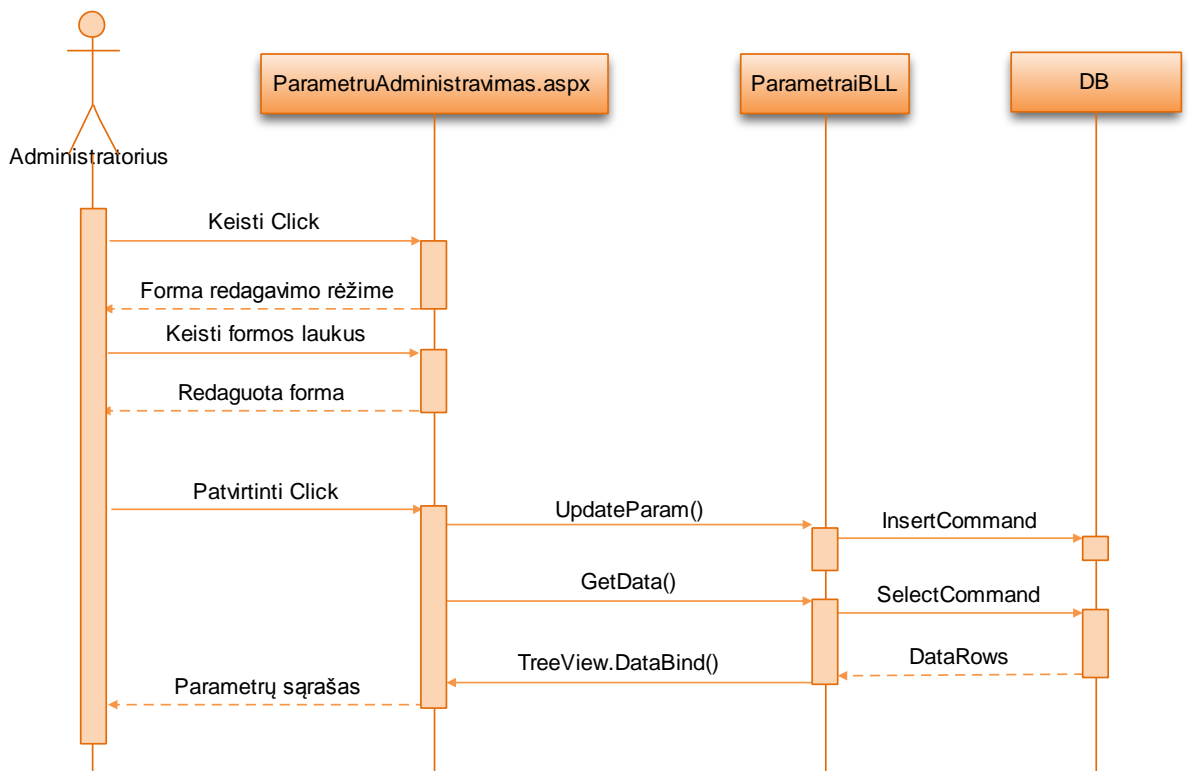 ParametruAdministravimas.aspx
ParametraiBLL
DB
Administratorius
Keisti Click
Forma redagavimo rėžime
Keisti formos laukus
Redaguota forma
Patvirtinti Click
UpdateParam()
InsertCommand
GetData()
SelectCommand
TreeView.DataBind()
DataRows
Parametrų sąrašas